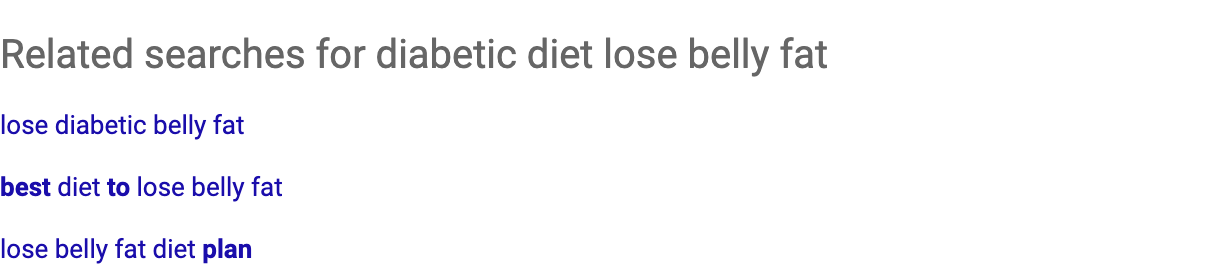 Related searches for diabetic diet lose belly fat
lose diabetic belly fat
best diet to lose belly fat
lose belly fat diet plan